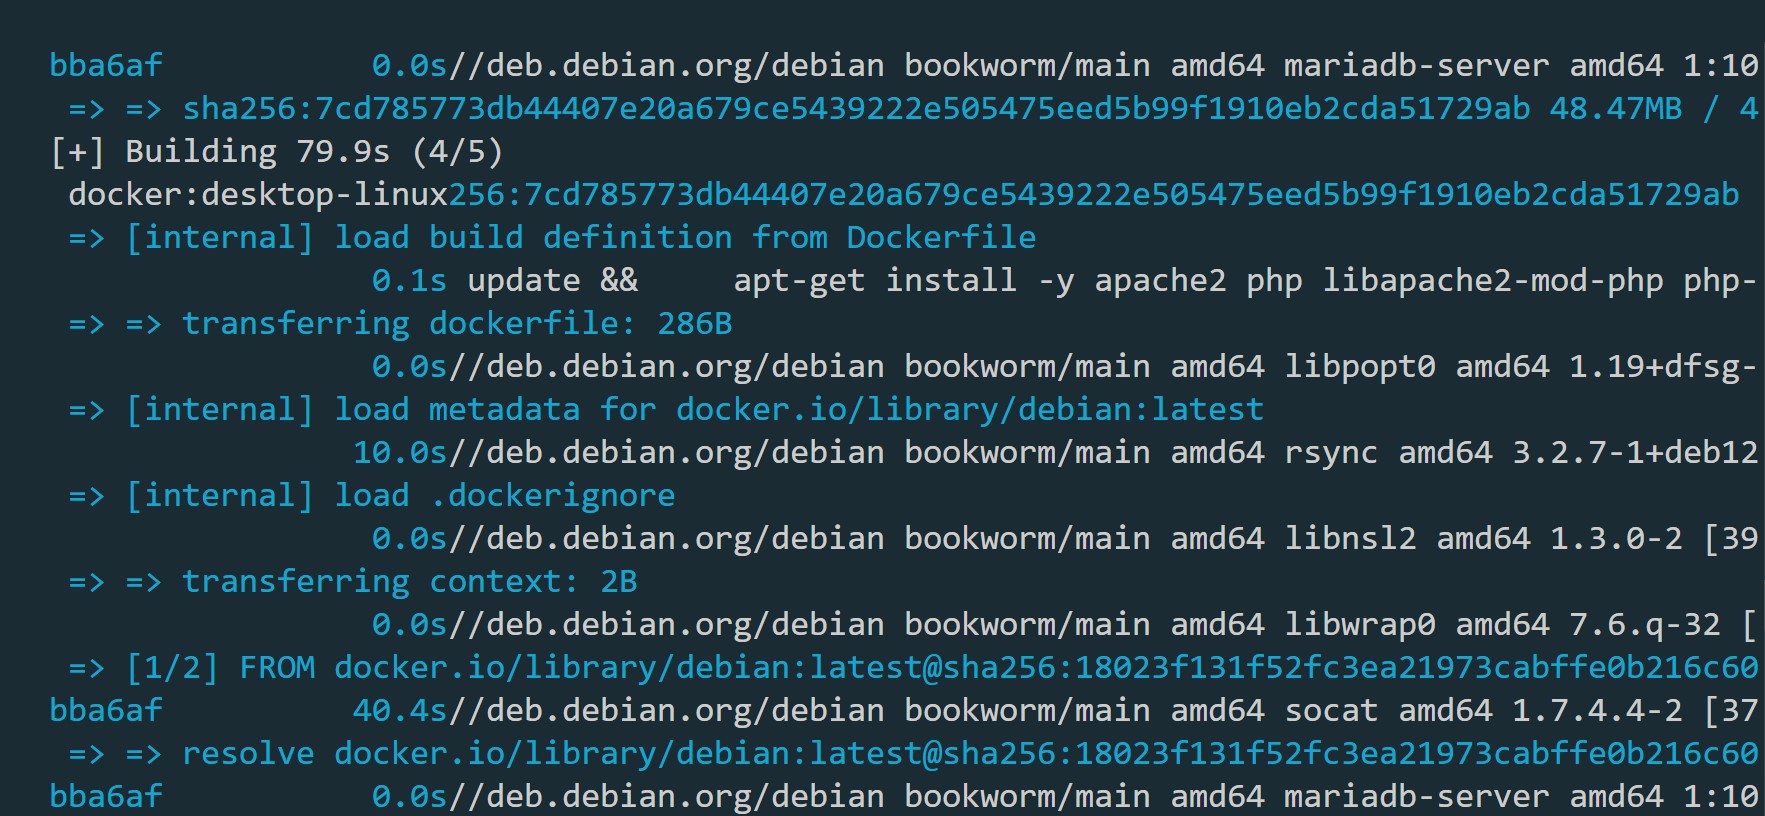 bba6af 0.0s//deb.debian.org/debian bookworm/main amd64 mariadb-server amd64 1:10
=> => sha256:7cd785773db44407e20a679ce5439222e505475eed5b99f1910eb2cda51729ab 48.47MB / 4
[+] Building 79.9s (4/5)
docker:desktop-linux256:7cd785773db44407e20a679ce5439222e505475eed5b99f1910eb2cda51729ab
=> [internal] load build definition from Dockerfile
0.1s update && apt-get install -y apache2 php libapache2-mod-php php-
=> => transferring dockerfile: 286B
0.0s//deb.debian.org/debian bookworm/main amd64 libpopt0 amd64 1.19+dfsg-
=> [internal] load metadata for docker.io/library/debian:latest
10.0s//deb.debian.org/debian bookworm/main amd64 rsync amd64 3.2.7-1+deb12
=> [internal] load .dockerignore
0.0s//deb.debian.org/debian bookworm/main amd64 libnsl2 amd64 1.3.0-2 [39
=> => transferring context: 2B
0.0s//deb.debian.org/debian bookworm/main amd64 libwrap0 amd64 7.6.q-32 [
=> [1/2] FROM docker.io/library/debian:latest@sha256:18023f131f52fc3ea21973cabffe0b216c60
bba6af 40.4s//deb.debian.org/debian bookworm/main amd64 socat amd64 1.7.4.4-2 [37
=> => resolve docker.io/library/debian:latest@sha256:18023f131f52fc3ea21973cabffe0b216c60
bba6af 0.0s//deb.debian.org/debian bookworm/main amd64 mariadb-server amd64 1:10